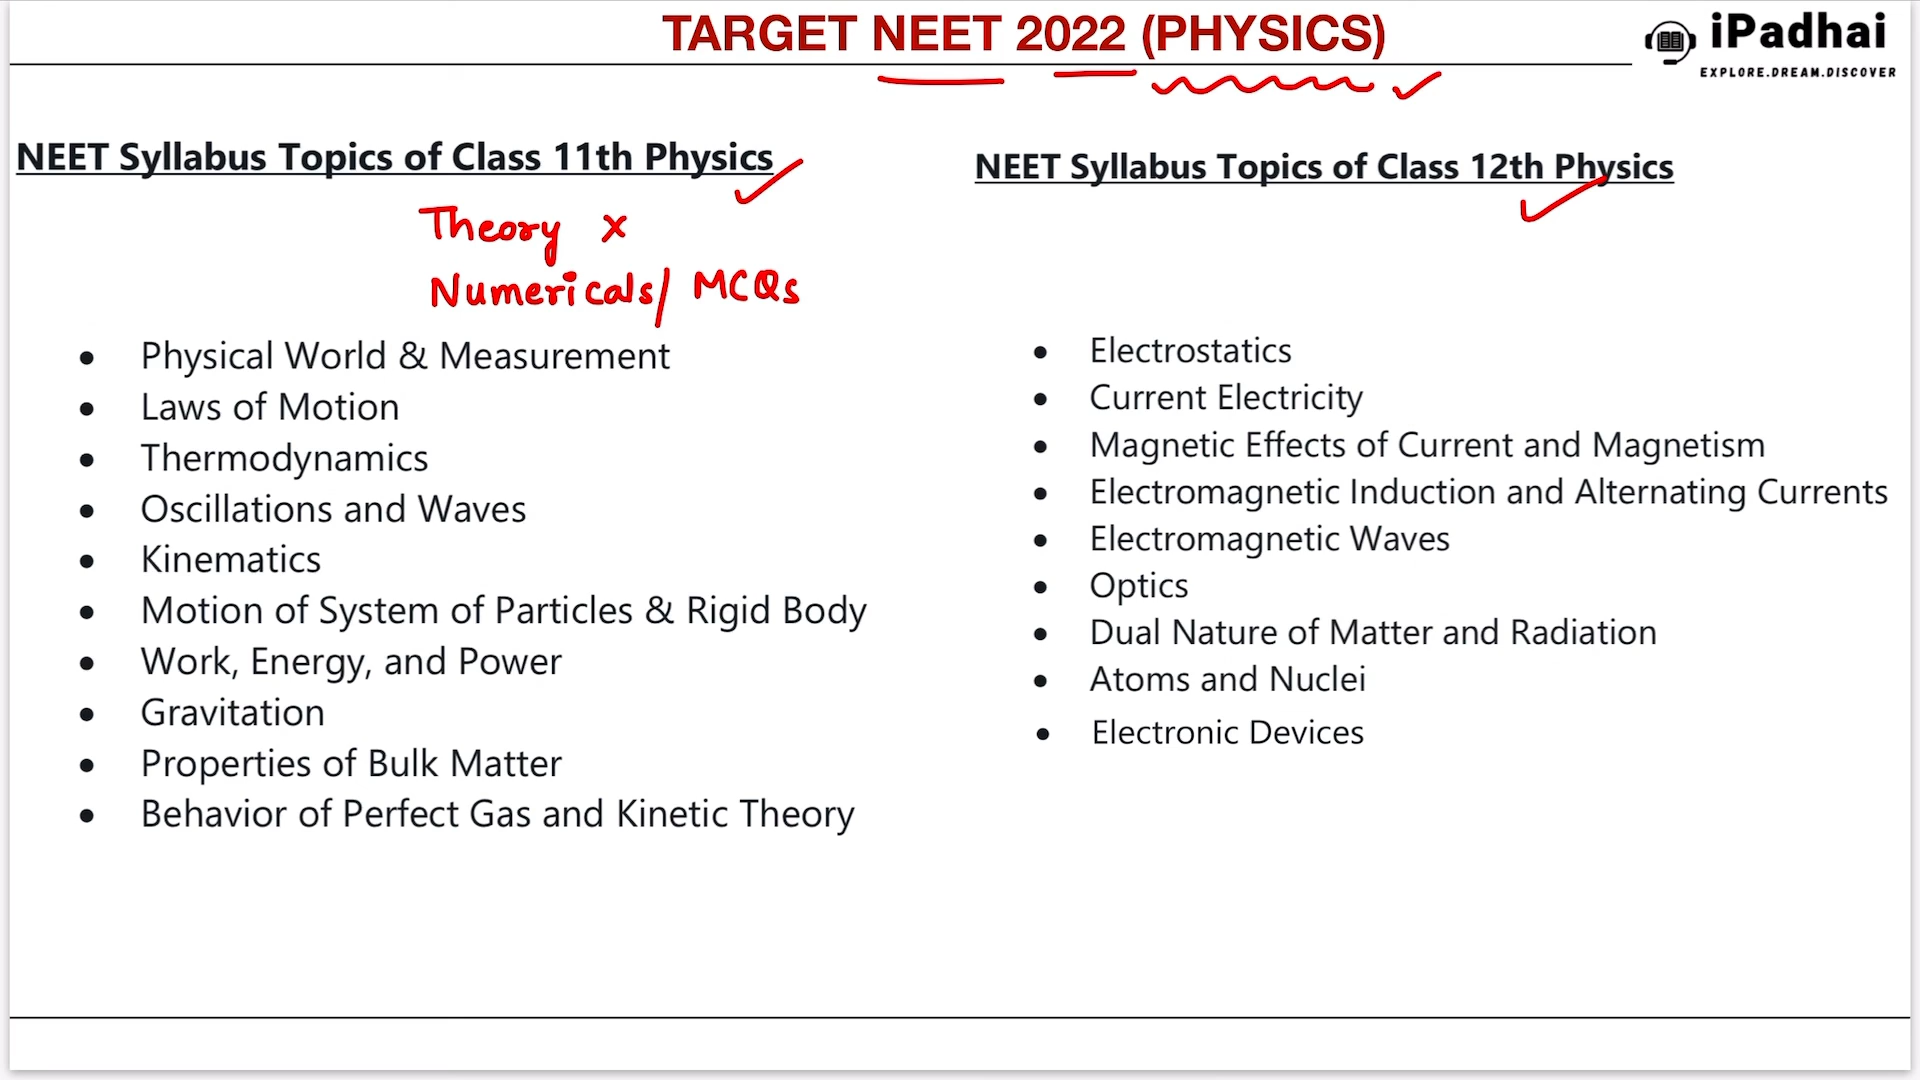 TARGET NEET 2022 (PHYSICS)
iPadhai
EXPLORE.DREAM.DISCOVER
NEET Syllabus Topics of Class 11th Physics
Theory x
Numericals/ MCQs
• Physical World & Measurement
• Laws of Motion
• Thermodynamics
• Oscillations and Waves
• Kinematics
• Motion of System of Particles & Rigid Body
• Work, Energy, and Power
• Gravitation
• Properties of Bulk Matter
• Behavior of Perfect Gas and Kinetic Theory
NEET Syllabus Topics of Class 12th Physics
• Electrostatics
• Current Electricity
• Magnetic Effects of Current and Magnetism
• Electromagnetic Induction and Alternating Currents
• Electromagnetic Waves
• Optics
• Dual Nature of Matter and Radiation
• Atoms and Nuclei
• Electronic Devices